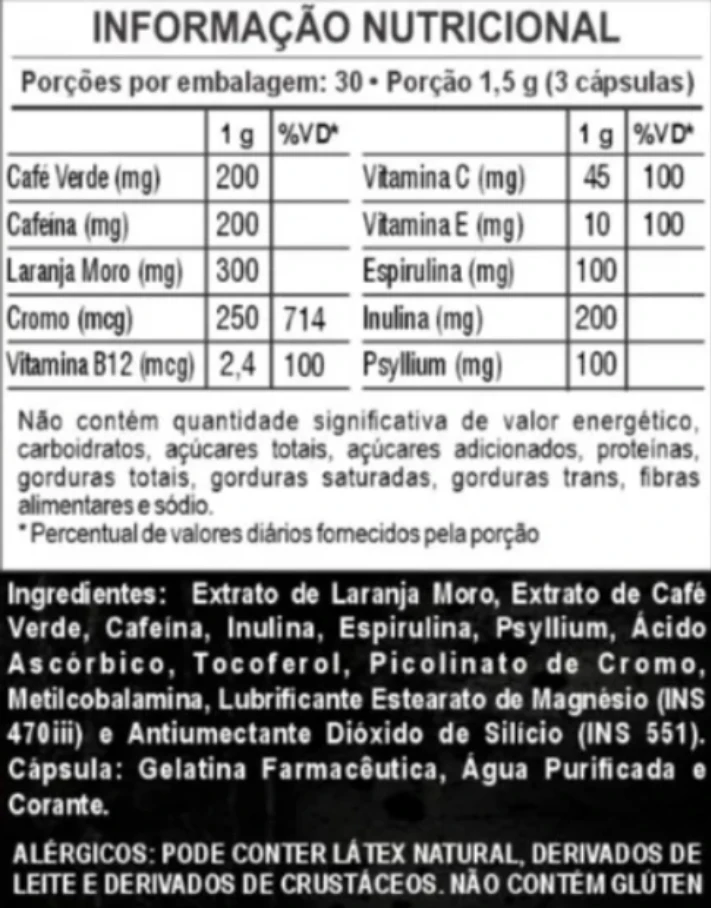 INFORMAÇÃO NUTRICIONAL
Porções por embalagem: 30 • Porção 1,5 g (3 cápsulas)
1 g %VD* 1 g %VD*
Café Verde (mg) 200 Vitamina C (mg) 45 100
Cafeína (mg) 200 Vitamina E (mg) 10 100
Laranja Moro (mg) 300 Espirulina (mg) 100
Cromo (mcg) 250 714 Inulina (mg) 200
Vitamina B12 (mcg) 2,4 100 Psyllium (mg) 100
Não contém quantidade significativa de valor energético,
carboidratos, açúcares totais, açúcares adicionados, proteínas,
gorduras totais, gorduras saturadas, gorduras trans, fibras
alimentares e sódio.
*Percentual de valores diários fornecidos pela porção
Ingredientes: Extrato de Laranja Moro, Extrato de Café
Verde, Cafeína, Inulina, Espirulina, Psyllium, Ácido
Ascórbico, Tocoferol, Picolinato de Cromo,
Metilcobalamina, Lubrificante Estearato de Magnésio (INS
470iii) e Antiumectante Dióxido de Silício (INS 551).
Cápsula: Gelatina Farmacêutica, Água Purificada e
Corante.
ALÉRGICOS: PODE CONTER LÁTEX NATURAL, DERIVADOS DE
LEITE E DERIVADOS DE CRUSTÁCEOS. NÃO CONTÉM GLÚTEN